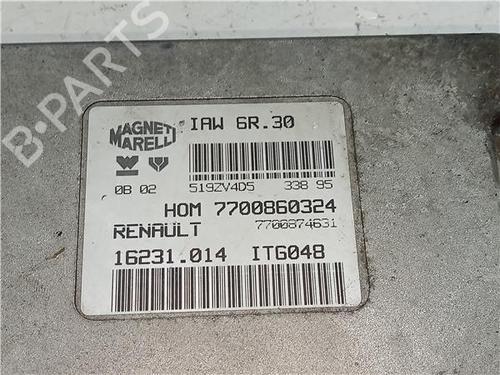 B-PARTS
MAGNETI MARELLI
IAW 6R.30
0B 02
519ZV4D5 338 95
HOM 7700860324
RENAULT 7700874631
16231.014 ITG048